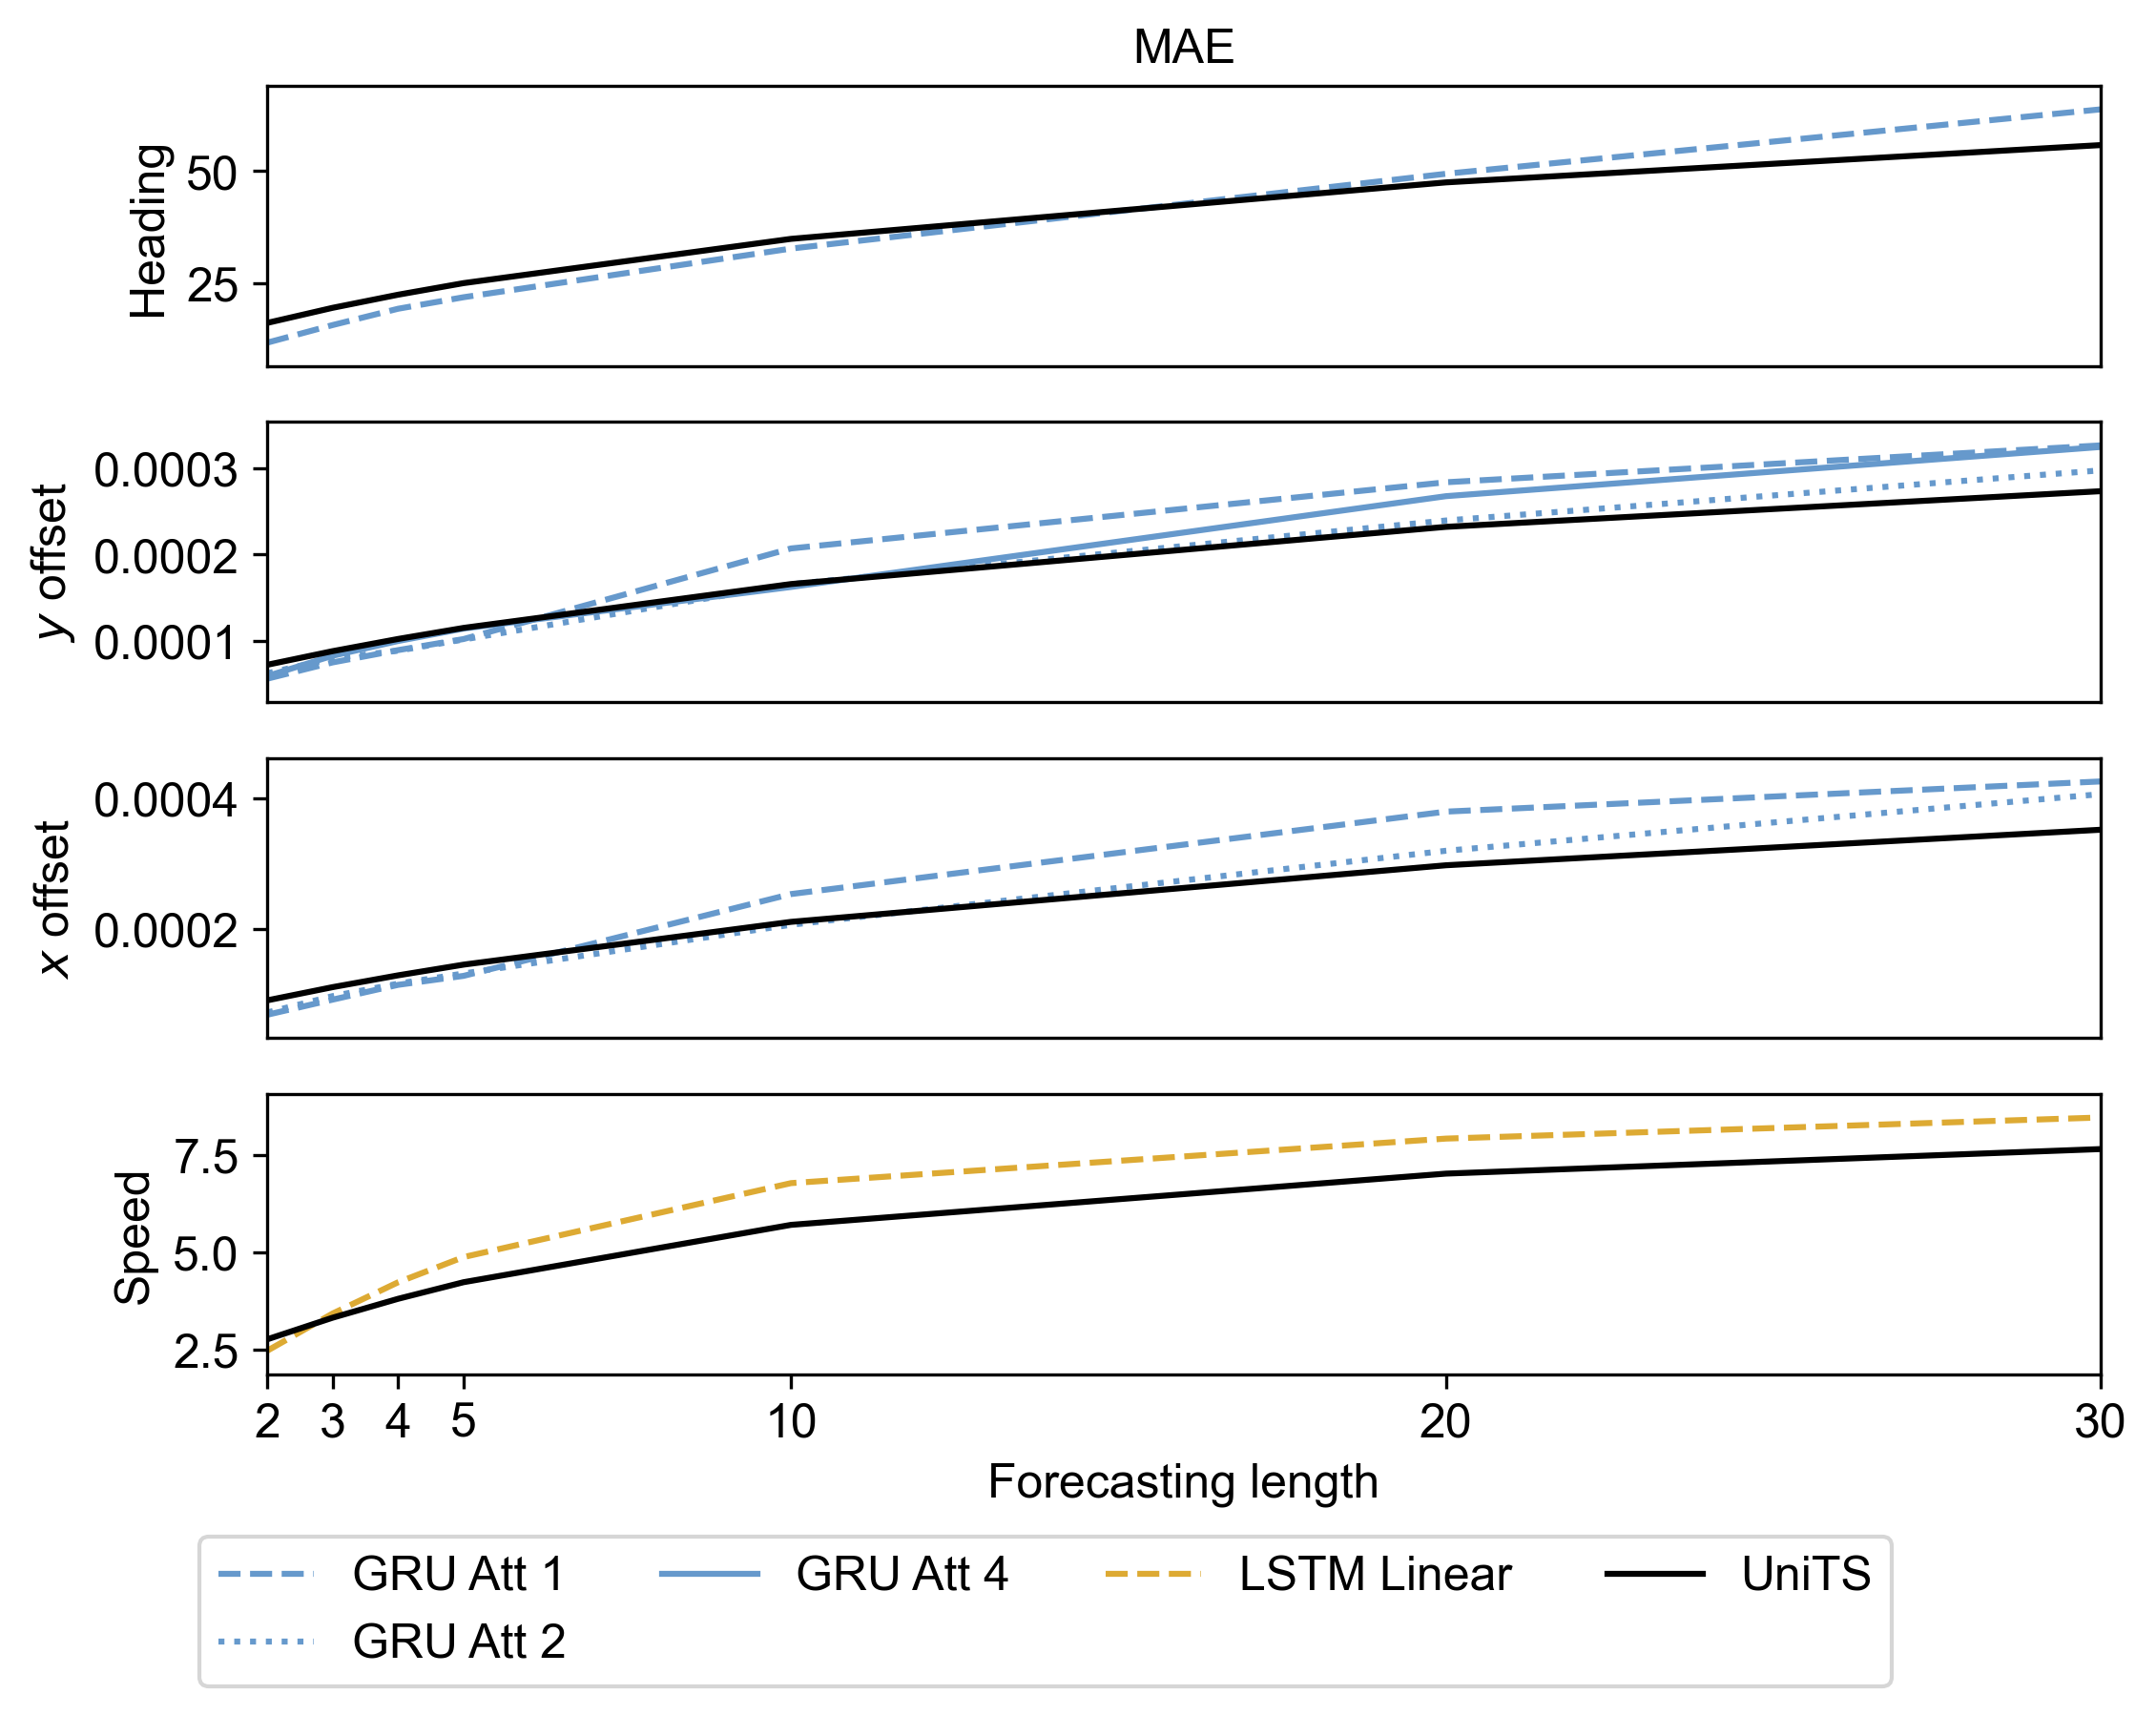 MAE
Heading
50
25
y offset
0.0003
0.0002
0.0001
x offset
0.0004
0.0002
Speed
7.5
5.0
2.5
2 3 4 5 10 20 30
Forecasting length
GRU Att 1 GRU Att 4 LSTM Linear UniTS
GRU Att 2